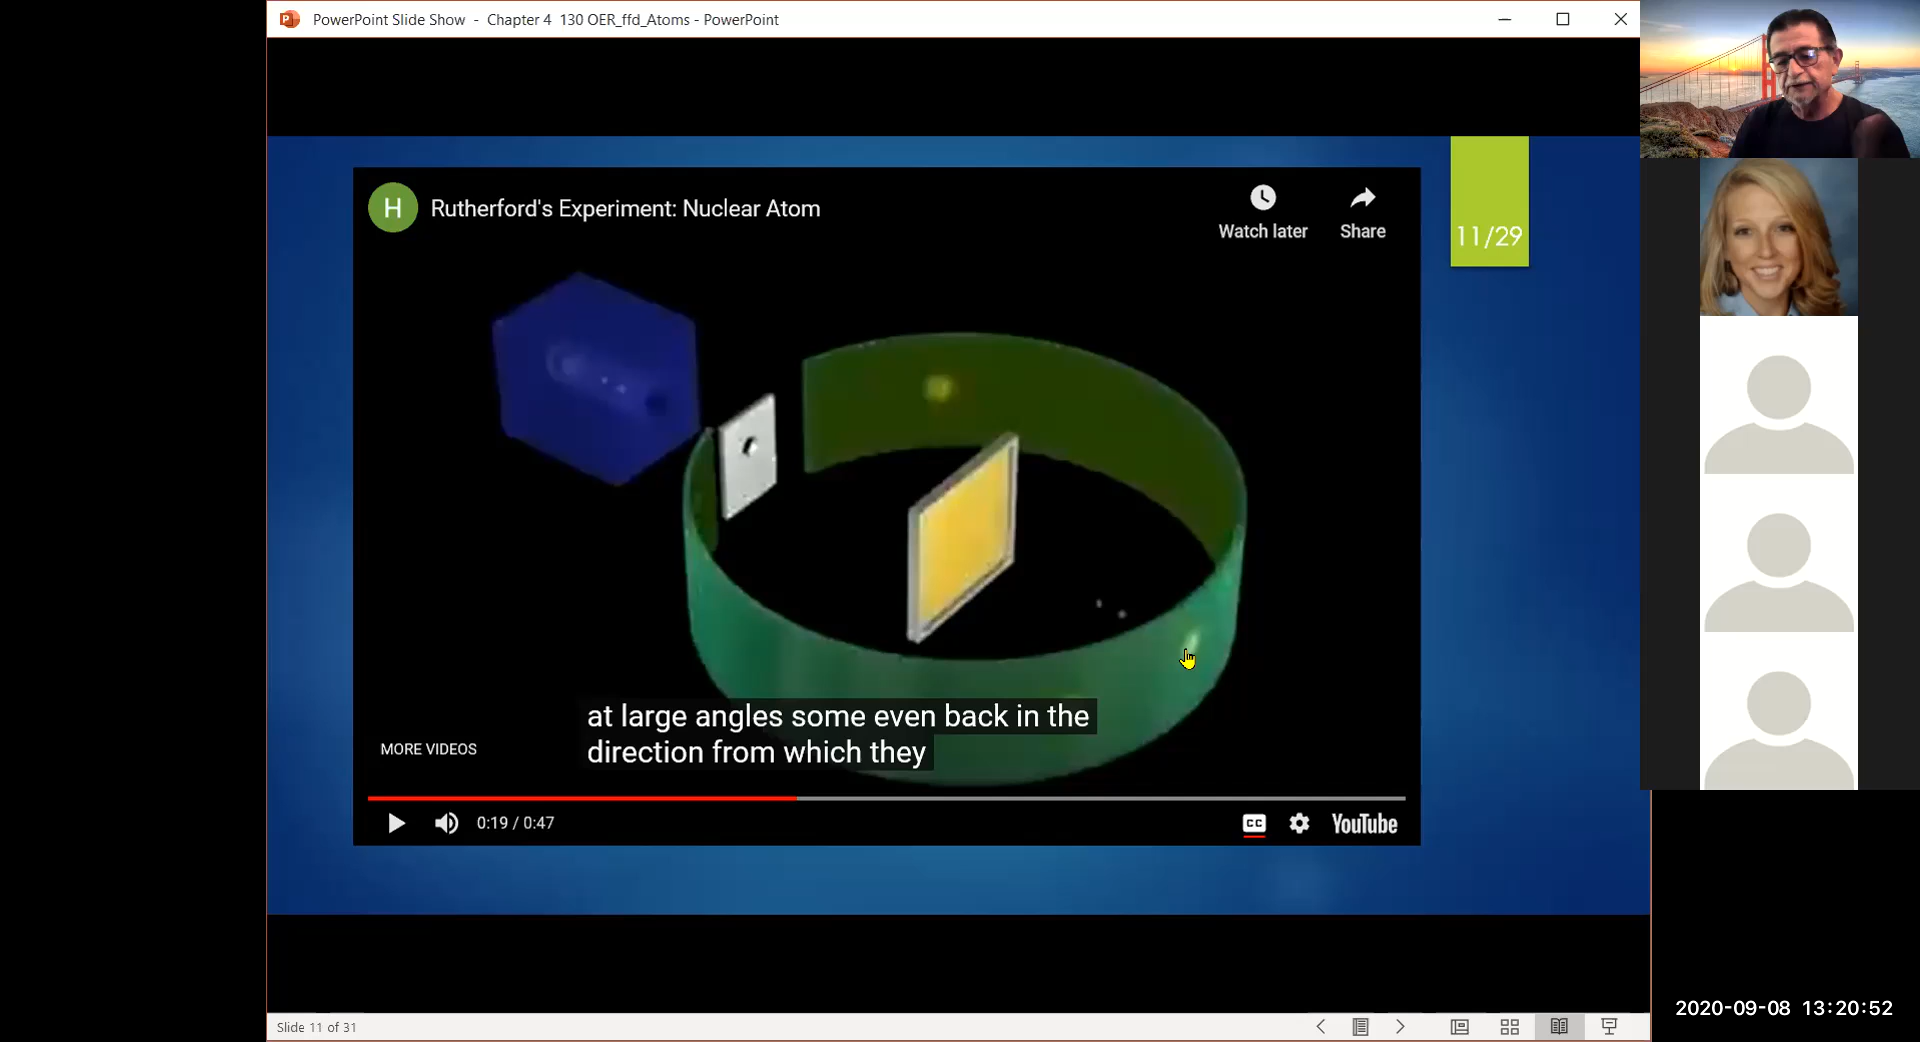 PowerPoint Slide Show - Chapter 4 130 OER_ffd_Atoms - PowerPoint
H
Rutherford's Experiment: Nuclear Atom
Watch later
Share
11/29
at large angles some even back in the
direction from which they
MORE VIDEOS
0:19 / 0:47
CC
YouTube
2020-09-08 13:20:52
Slide 11 of 31